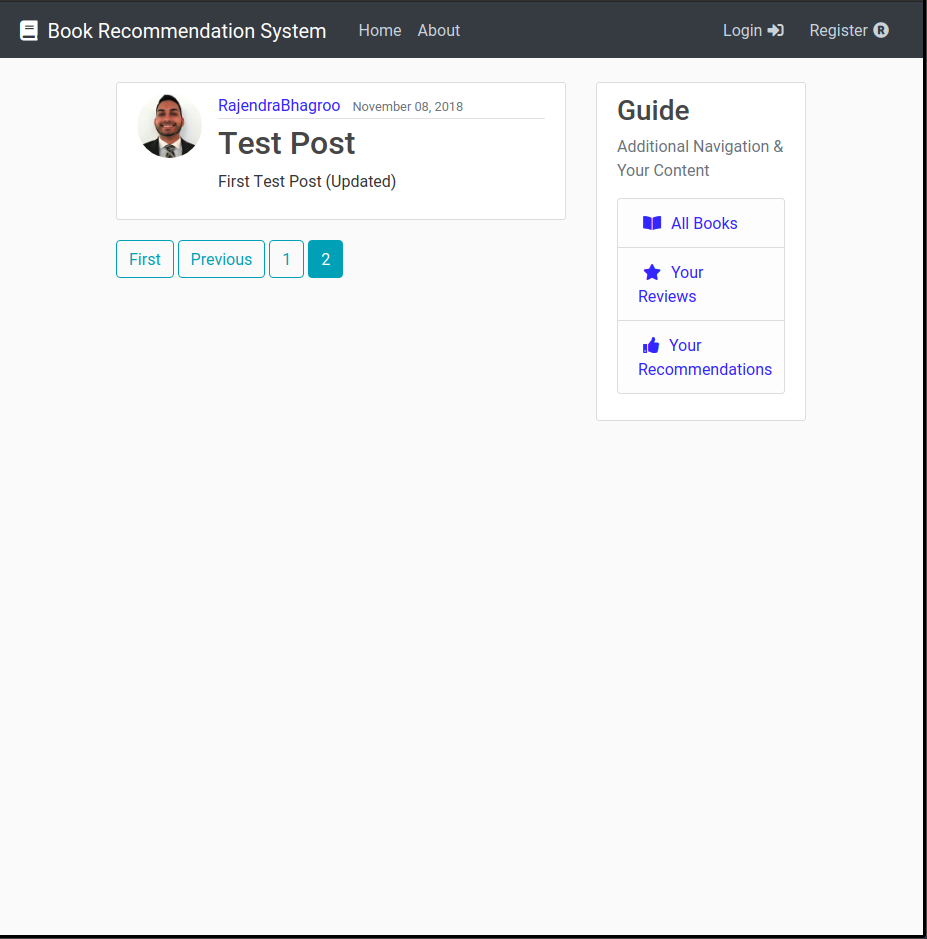 Book Recommendation System Home About Login Register R
RajendraBhagroo November 08, 2018
Test Post
First Test Post (Updated)
First Previous 1 2
Guide
Additional Navigation &
Your Content
All Books
Your
Reviews
Your
Recommendations